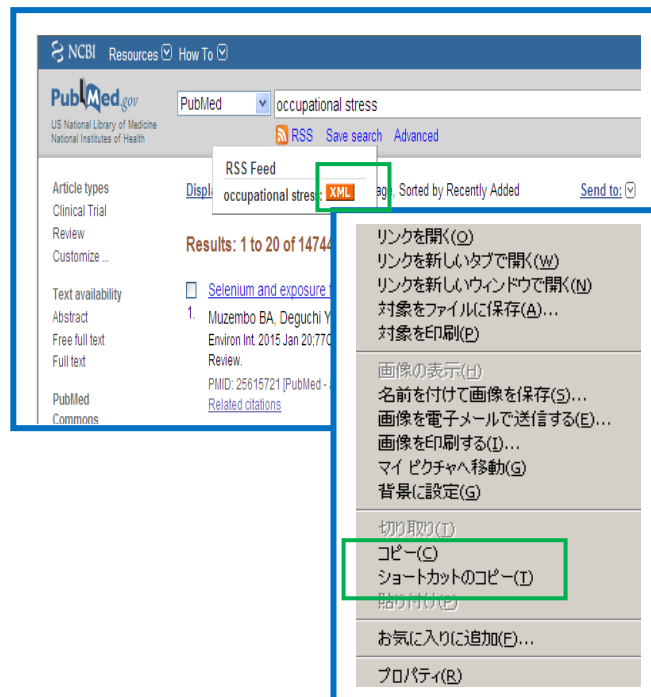 NCBI Resources How To
PubMed.gov
US National Library of Medicine
National Institutes of Health
PubMed
occupational stress
RSS Save search Advanced
RSS Feed
occupational stress: XML
Article types
Clinical Trial
Review
Customize ...
Text availability
Abstract
Free full text
Full text
PubMed
Commons
age, Sorted by Recently Added
Send to:
Results: 1 to 20 of 14744
Selenium and exposure
1. Muzembo BA, Deguchi Y
Environ Int. 2015 Jan 20;77C
Review.
PMID: 25615721 [PubMed -
Related citations
リンクを開く(O)
リンクを新しいタブで開く(W)
リンクを新しいウィンドウで開く(N)
対象をファイルに保存(A)...
対象を印刷(P)
画像の表示(H)
名前を付けて画像を保存(S)...
画像を電子メールで送信する(E)...
画像を印刷する(I)...
マイ ピクチャへ移動(G)
背景に設定(G)
切り取り(T)
コピー(C)
ショートカットのコピー(T)
貼り付け(P)
お気に入りに追加(F)...
プロパティ(R)